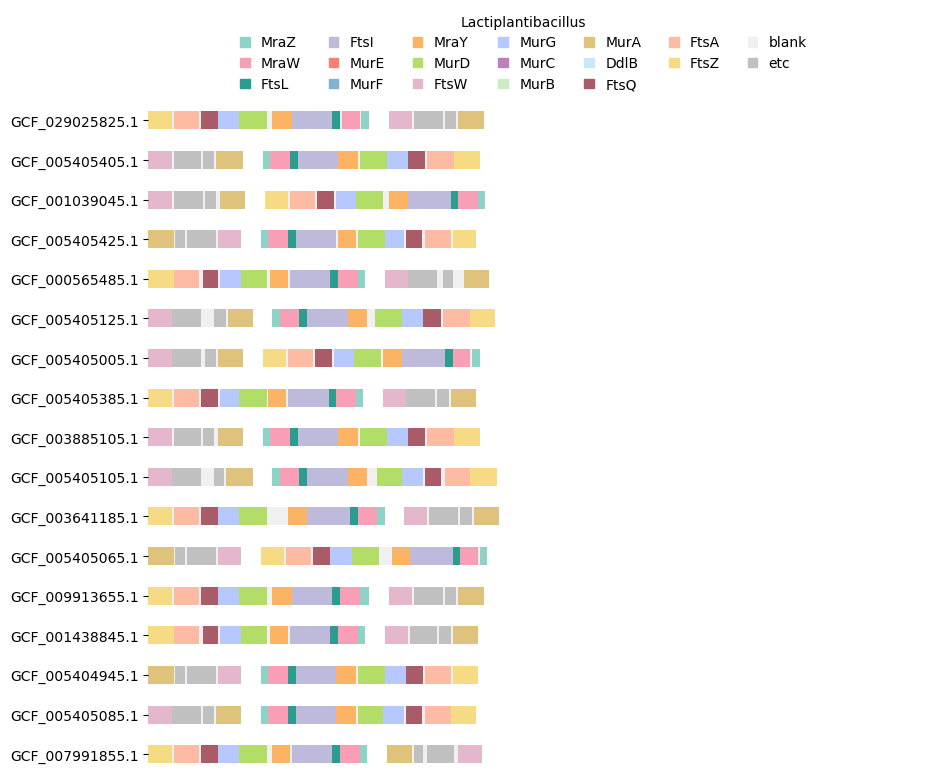 Lactiplantibacillus
MraZ FtsI MraY MurG MurA FtsA blank
MraW MurE MurD MurC DdlB FtsZ etc
FtsL MurF FtsW MurB FtsQ
GCF_029025825.1
GCF_005405405.1
GCF_001039045.1
GCF_005405425.1
GCF_000565485.1
GCF_005405125.1
GCF_005405005.1
GCF_005405385.1
GCF_003885105.1
GCF_005405105.1
GCF_003641185.1
GCF_005405065.1
GCF_009913655.1
GCF_001438845.1
GCF_005404945.1
GCF_005405085.1
GCF_007991855.1